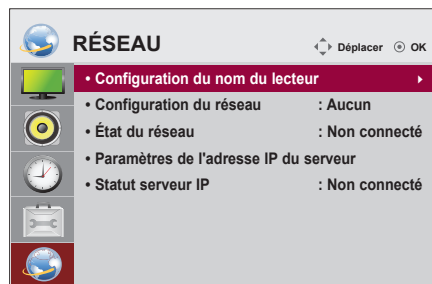 RÉSEAU
Déplacer OK
• Configuration du nom du lecteur
• Configuration du réseau : Aucun
• État du réseau : Non connecté
• Paramètres de l'adresse IP du serveur
• Statut serveur IP : Non connecté